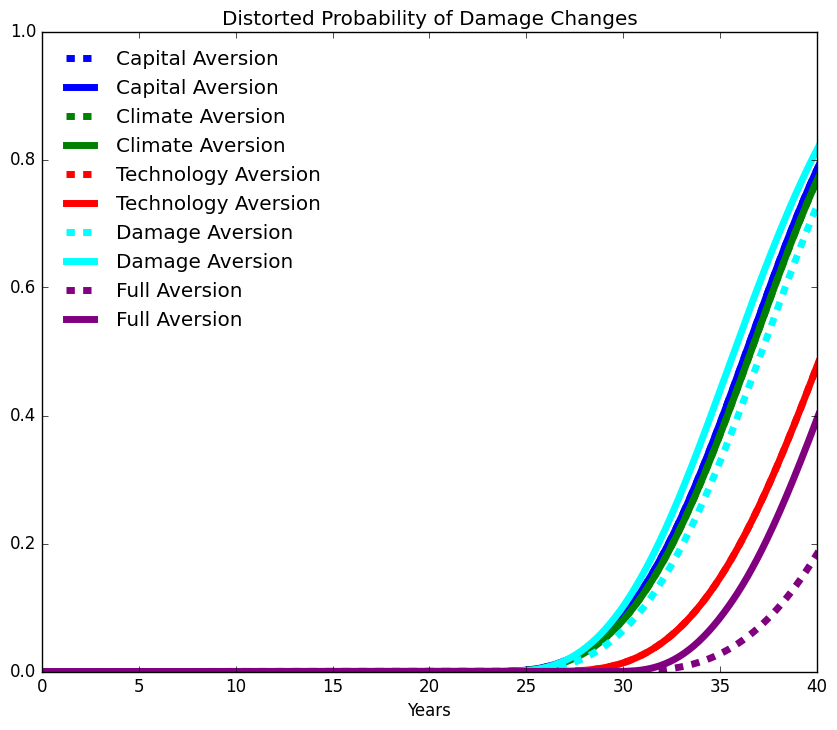 Distorted Probability of Damage Changes
1.0
0.8
0.6
0.4
0.2
0.0
Capital Aversion
Capital Aversion
Climate Aversion
Climate Aversion
Technology Aversion
Technology Aversion
Damage Aversion
Damage Aversion
Full Aversion
Full Aversion
0 5 10 15 20 25 30 35 40
Years